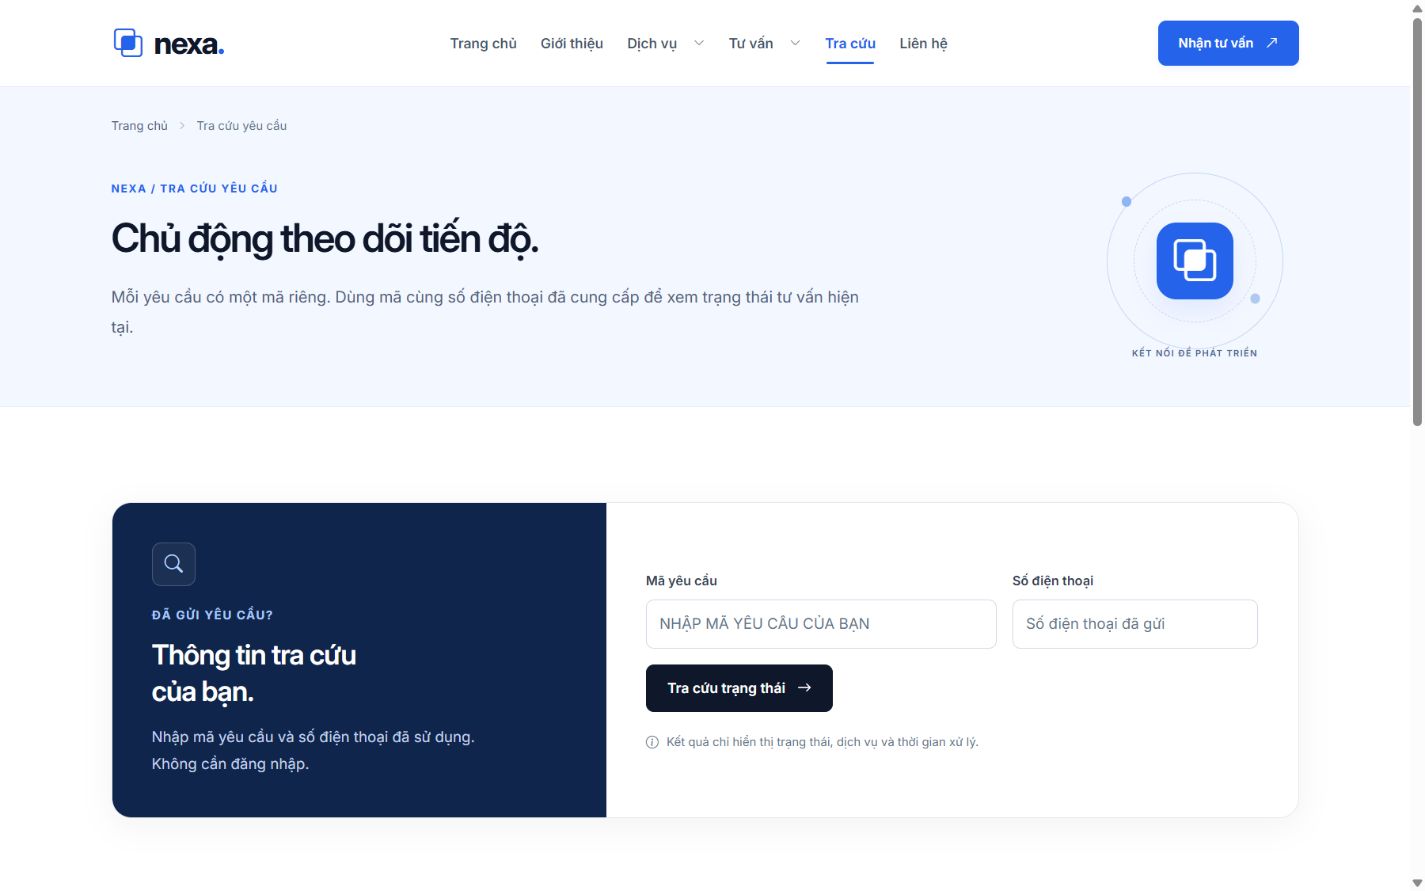 nexa.
Trang chủ
Giới thiệu
Dịch vụ
Tư vấn
Tra cứu
Liên hệ
Nhận tư vấn
Trang chủ
Tra cứu yêu cầu
NEXA / TRA CỨU YÊU CẦU
Chủ động theo dõi tiến độ.
Mỗi yêu cầu có một mã riêng. Dùng mã cùng số điện thoại đã cung cấp để xem trạng thái tư vấn hiện
tại.
KẾT NỐI ĐỂ PHÁT TRIỂN
ĐÃ GỬI YÊU CẦU?
Thông tin tra cứu
của bạn.
Nhập mã yêu cầu và số điện thoại đã sử dụng.
Không cần đăng nhập.
Mã yêu cầu
NHẬP MÃ YÊU CẦU CỦA BẠN
Số điện thoại
Số điện thoại đã gửi
Tra cứu trạng thái
Kết quả chỉ hiển thị trạng thái, dịch vụ và thời gian xử lý.